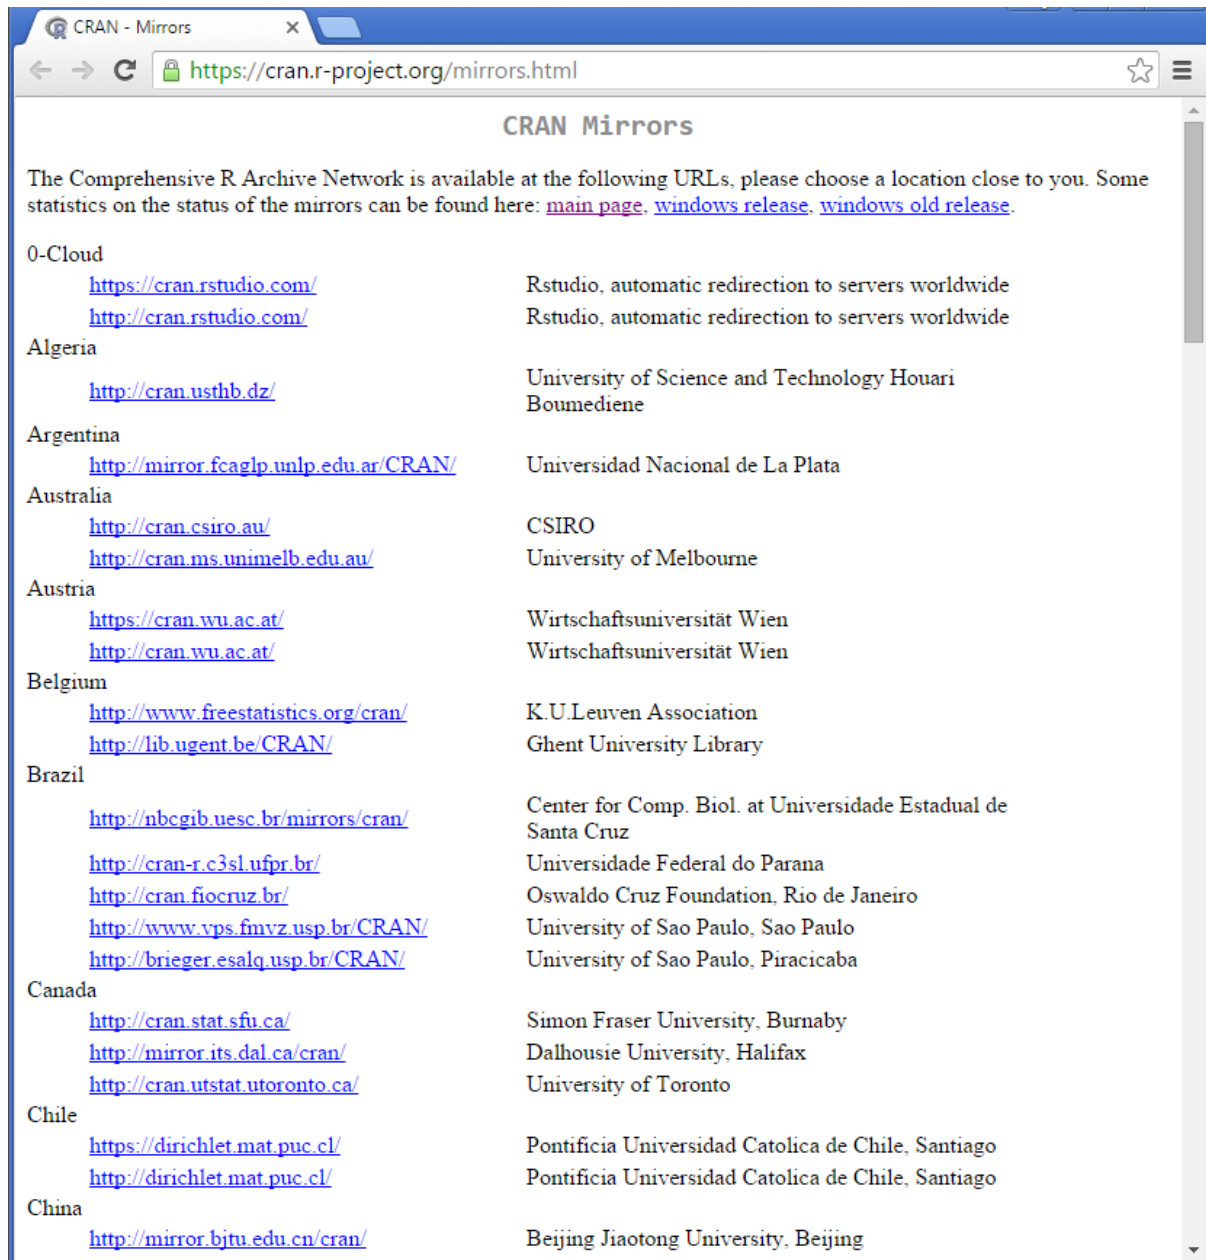 CRAN - Mirrors
https://cran.r-project.org/mirrors.html
CRAN Mirrors
The Comprehensive R Archive Network is available at the following URLs, please choose a location close to you. Some
statistics on the status of the mirrors can be found here: main page, windows release, windows old release.
0-Cloud
https://cran.rstudio.com/ Rstudio, automatic redirection to servers worldwide
http://cran.rstudio.com/ Rstudio, automatic redirection to servers worldwide
Algeria
http://cran.usthb.dz/ University of Science and Technology Houari
Boumediene
Argentina
http://mirror.fcaglp.unlp.edu.ar/CRAN/ Universidad Nacional de La Plata
Australia
http://cran.csiro.au/ CSIRO
http://cran.ms.unimelb.edu.au/ University of Melbourne
Austria
https://cran.wu.ac.at/ Wirtschaftsuniversität Wien
http://cran.wu.ac.at/ Wirtschaftsuniversität Wien
Belgium
http://www.freestatistics.org/cran/ K.U.Leuven Association
http://lib.ugent.be/CRAN/ Ghent University Library
Brazil
http://nbcgib.uesc.br/mirrors/cran/ Center for Comp. Biol. at Universidade Estadual de
Santa Cruz
http://cran-r.c3sl.ufpr.br/ Universidade Federal do Parana
http://cran.fiocruz.br/ Oswaldo Cruz Foundation, Rio de Janeiro
http://www.vps.fmvz.usp.br/CRAN/ University of Sao Paulo, Sao Paulo
http://brieger.esalq.usp.br/CRAN/ University of Sao Paulo, Piracicaba
Canada
http://cran.stat.sfu.ca/ Simon Fraser University, Burnaby
http://mirror.its.dal.ca/cran/ Dalhousie University, Halifax
http://cran.utstat.utoronto.ca/ University of Toronto
Chile
https://dirichlet.mat.puc.cl/ Pontificia Universidad Catolica de Chile, Santiago
http://dirichlet.mat.puc.cl/ Pontificia Universidad Catolica de Chile, Santiago
China
http://mirror.bjtu.edu.cn/cran/ Beijing Jiaotong University, Beijing